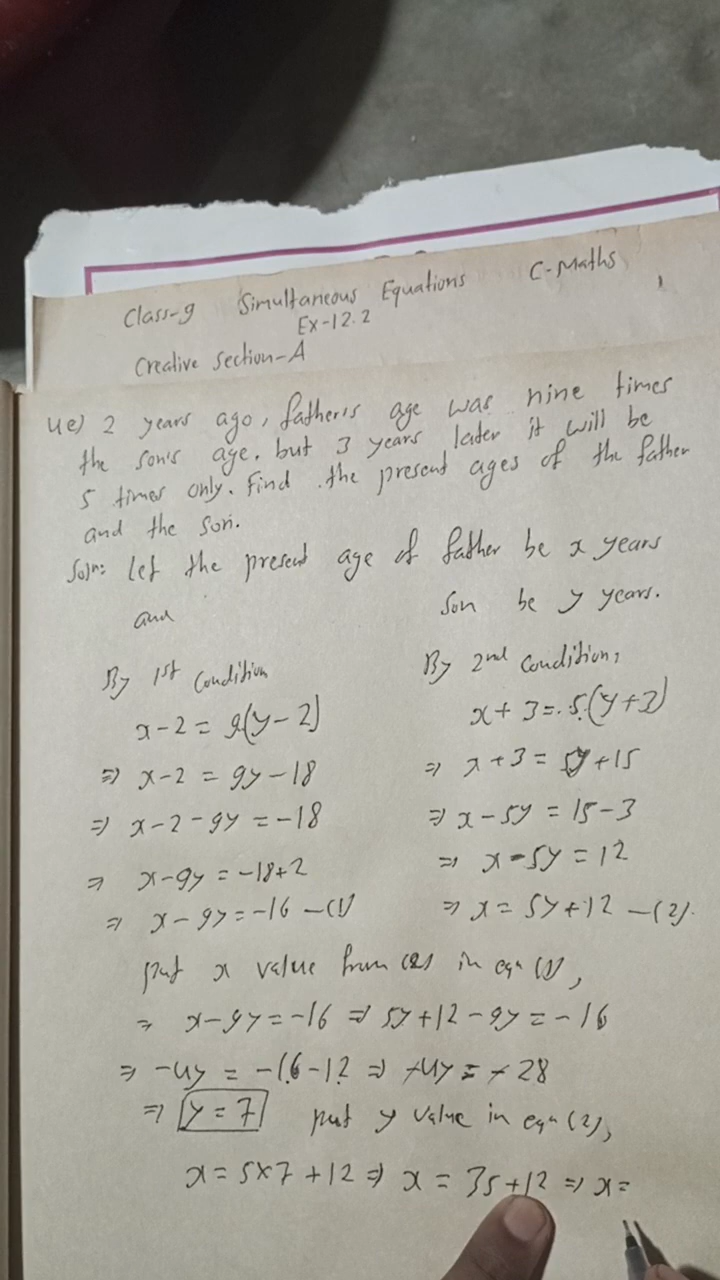 Class-9 Simultaneous Equations C-Maths
Ex-12.2
Creative Section-A
4e) 2 years ago, father's age was nine times
the son's age. but 3 years later it will be
5 times only. Find the present ages of the father
and the son.
Soln: let the present age of father be x years
and son be y years.
By 1st condition
x-2 = 9(y-2)
⇒ x-2 = 9y-18
⇒ x-2-9y = -18
⇒ x-9y = -18+2
⇒ x-9y = -16 -(1)
By 2nd condition,
x+3 = 5(y+3)
⇒ x+3 = 5y+15
⇒ x-5y = 15-3
⇒ x-5y = 12
⇒ x = 5y+12 -(2).
put x value from (2) in eqn (1),
⇒ x-9y = -16 ⇒ 5y+12-9y = -16
⇒ -4y = -16-12 ⇒ -4y = -28
⇒ y = 7 put y value in eqn (2),
x = 5x7 +12 ⇒ x = 35+12 ⇒ x =